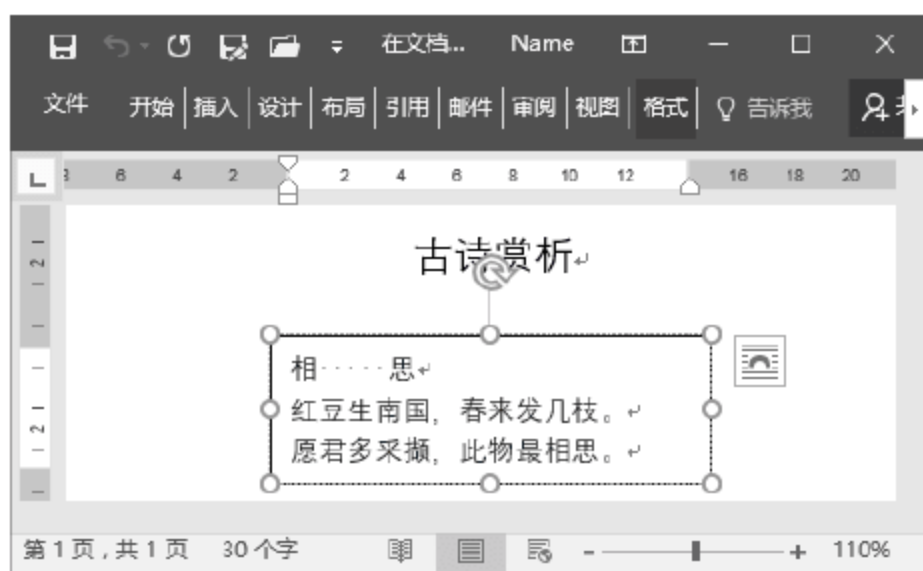 在文档... Name
文件 开始 插入 设计 布局 引用 邮件 审阅 视图 格式 告诉我
8 6 4 2 2 4 6 8 10 12 16 18 20
古诗赏析
相·····思
红豆生南国，春来发几枝。
愿君多采撷，此物最相思。
2
2
第1页，共1页 30个字 110%